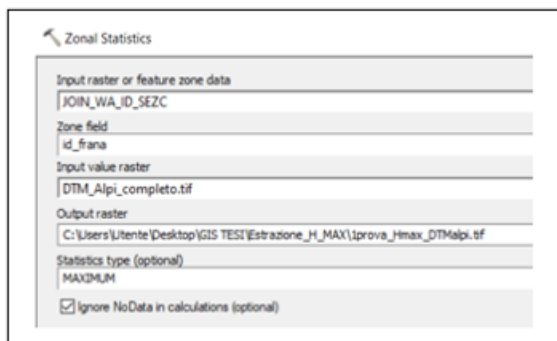 Zonal Statistics
Input raster or feature zone data
JOIN_WA_ID_SEZC
Zone field
id_frana
Input value raster
DTM_Alpi_completo.tif
Output raster
C:\Users\Utente\Desktop\GIS TESI\Estrazione_H_MAX\1prova_Hmax_DTMalpi.tif
Statistics type (optional)
MAXIMUM
Ignore NoData in calculations (optional)